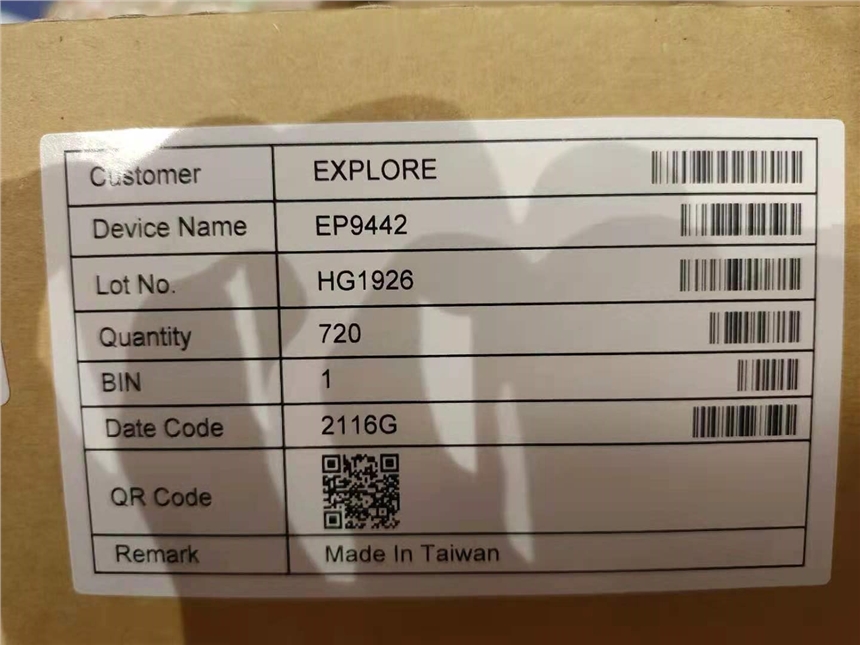 Customer EXPLORE
Device Name EP9442
Lot No. HG1926
Quantity 720
BIN 1
Date Code 2116G
QR Code
Remark Made In Taiwan